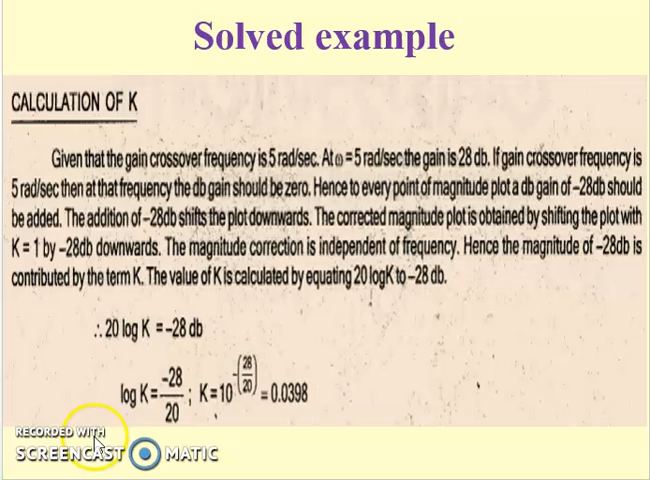 Solved example
CALCULATION OF K
Given that the gain crossover frequency is 5 rad/sec. At ω = 5 rad/sec the gain is 28 db. If gain crossover frequency is
5 rad/sec then at that frequency the db gain should be zero. Hence to every point of magnitude plot a db gain of –28db should
be added. The addition of –28db shifts the plot downwards. The corrected magnitude plot is obtained by shifting the plot with
K = 1 by –28db downwards. The magnitude correction is independent of frequency. Hence the magnitude of –28db is
contributed by the term K. The value of K is calculated by equating 20 logK to –28 db.
∴ 20 log K = –28 db
log K = –28/20 ; K = 10^–(28/20) = 0.0398
RECORDED WITH
SCREENCAST MATIC